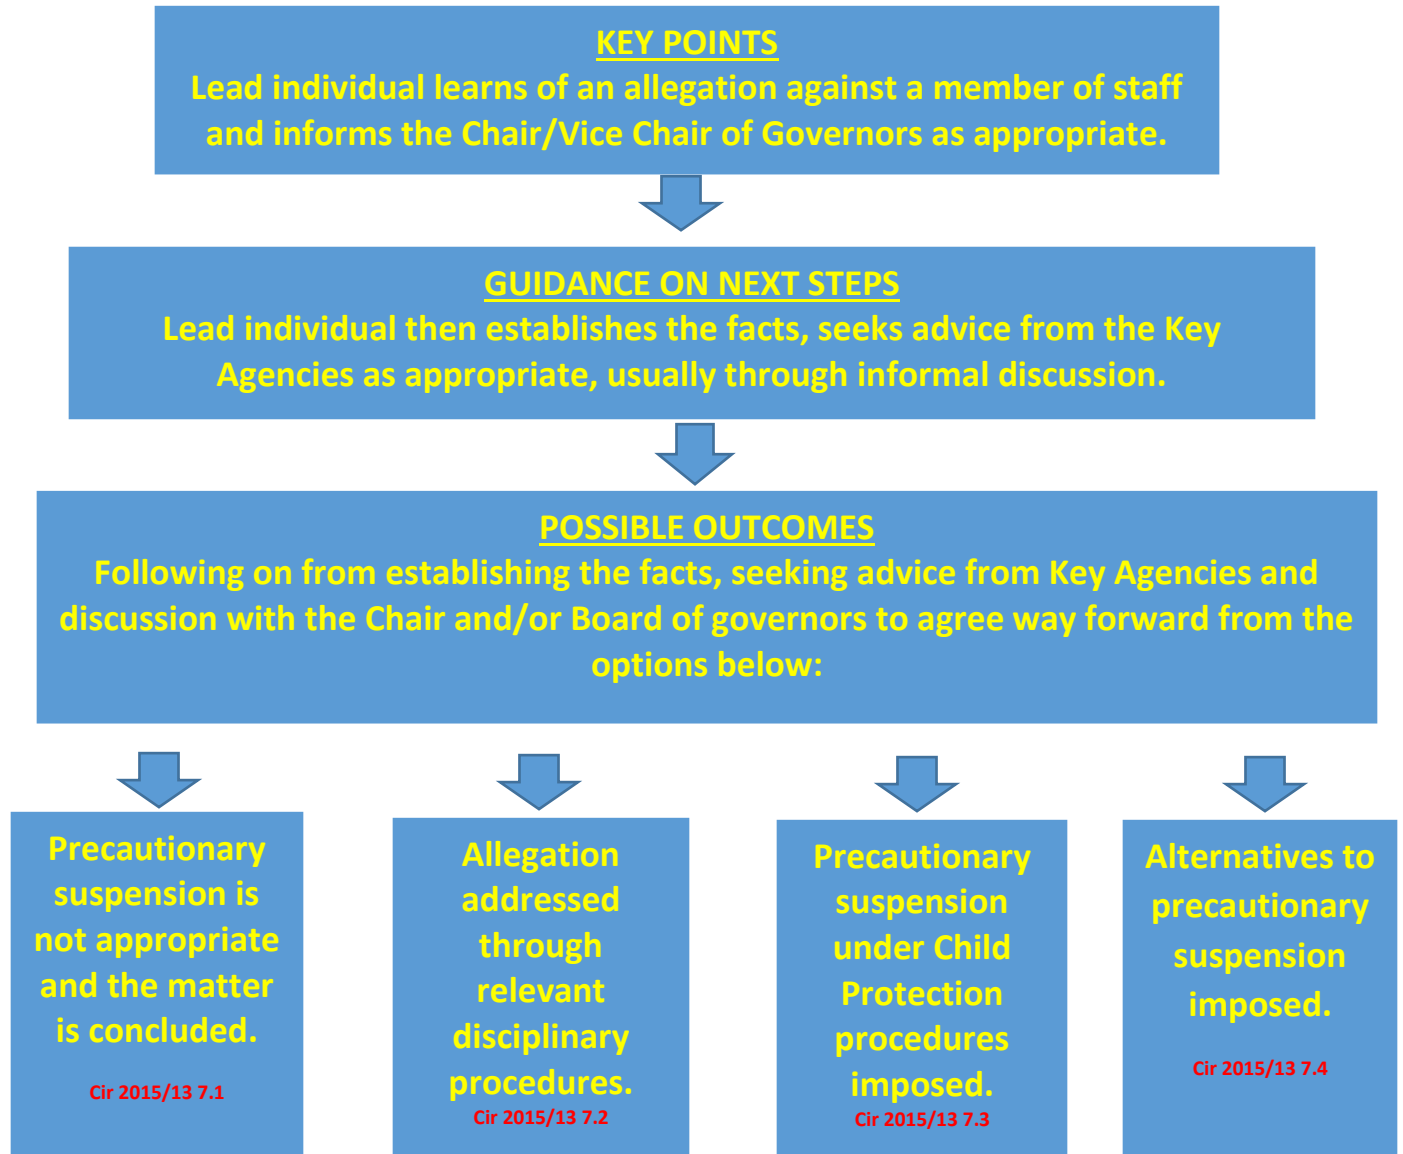 KEY POINTS
Lead individual learns of an allegation against a member of staff
and informs the Chair/Vice Chair of Governors as appropriate.
GUIDANCE ON NEXT STEPS
Lead individual then establishes the facts, seeks advice from the Key
Agencies as appropriate, usually through informal discussion.
POSSIBLE OUTCOMES
Following on from establishing the facts, seeking advice from Key Agencies and
discussion with the Chair and/or Board of governors to agree way forward from the
options below:
Precautionary
suspension is
not appropriate
and the matter
is concluded.
Cir 2015/13 7.1
Allegation
addressed
through
relevant
disciplinary
procedures.
Cir 2015/13 7.2
Precautionary
suspension
under Child
Protection
procedures
imposed.
Cir 2015/13 7.3
Alternatives to
precautionary
suspension
imposed.
Cir 2015/13 7.4